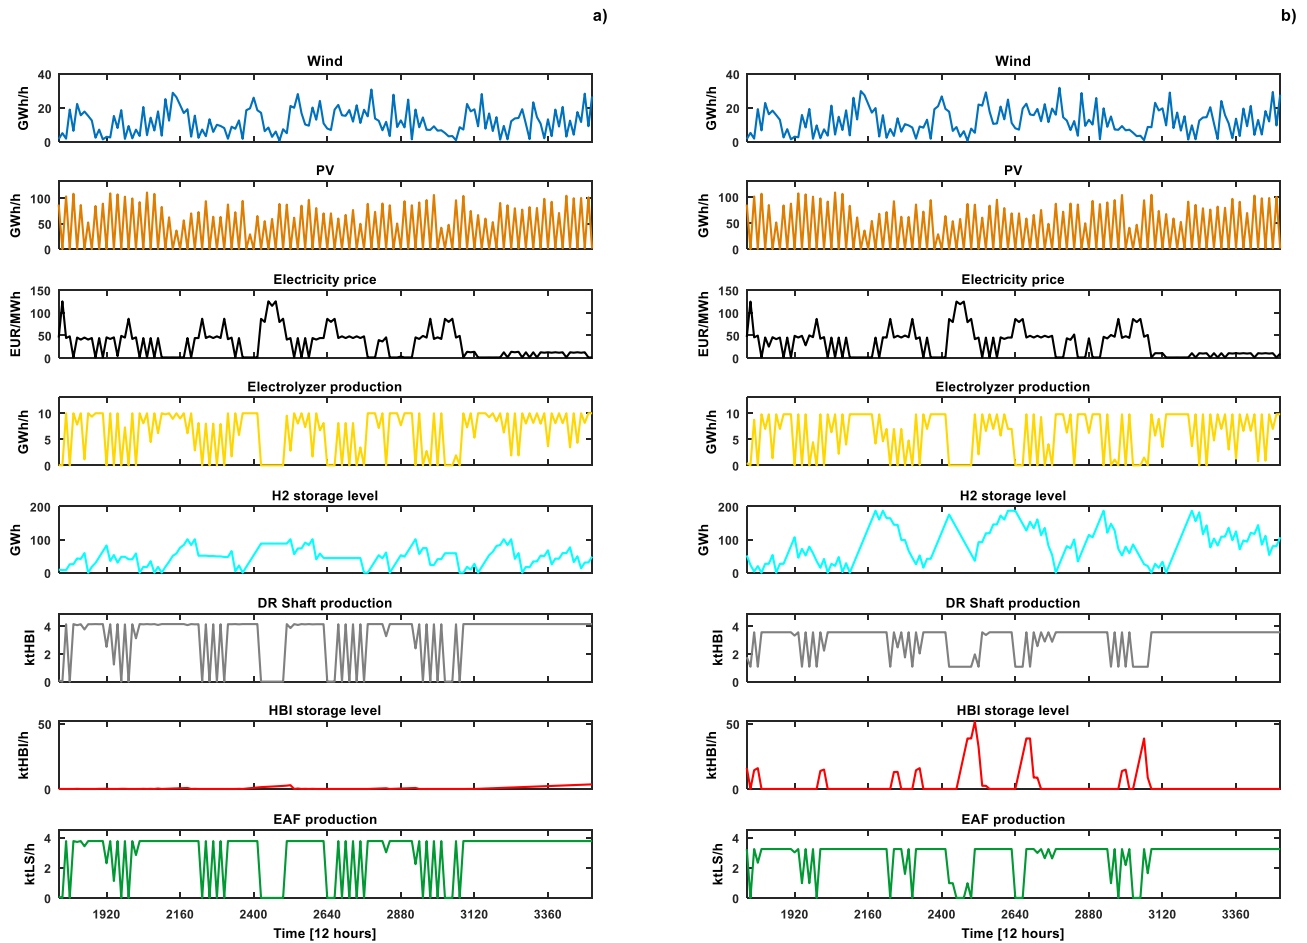 a)
Wind
40
20
0
GWh/h
PV
100
50
0
GWh/h
Electricity price
150
100
50
0
EUR/MWh
Electrolyzer production
10
5
0
GWh/h
H2 storage level
200
100
0
GWh
DR Shaft production
4
2
0
ktHBI
HBI storage level
50
0
ktHBI/h
EAF production
4
2
0
ktLS/h
1920 2160 2400 2640 2880 3120 3360
Time [12 hours]
b)
Wind
40
20
0
GWh/h
PV
100
50
0
GWh/h
Electricity price
150
100
50
0
EUR/MWh
Electrolyzer production
10
5
0
GWh/h
H2 storage level
200
100
0
GWh
DR Shaft production
4
2
0
ktHBI
HBI storage level
50
0
ktHBI/h
EAF production
4
2
0
ktLS/h
1920 2160 2400 2640 2880 3120 3360
Time [12 hours]